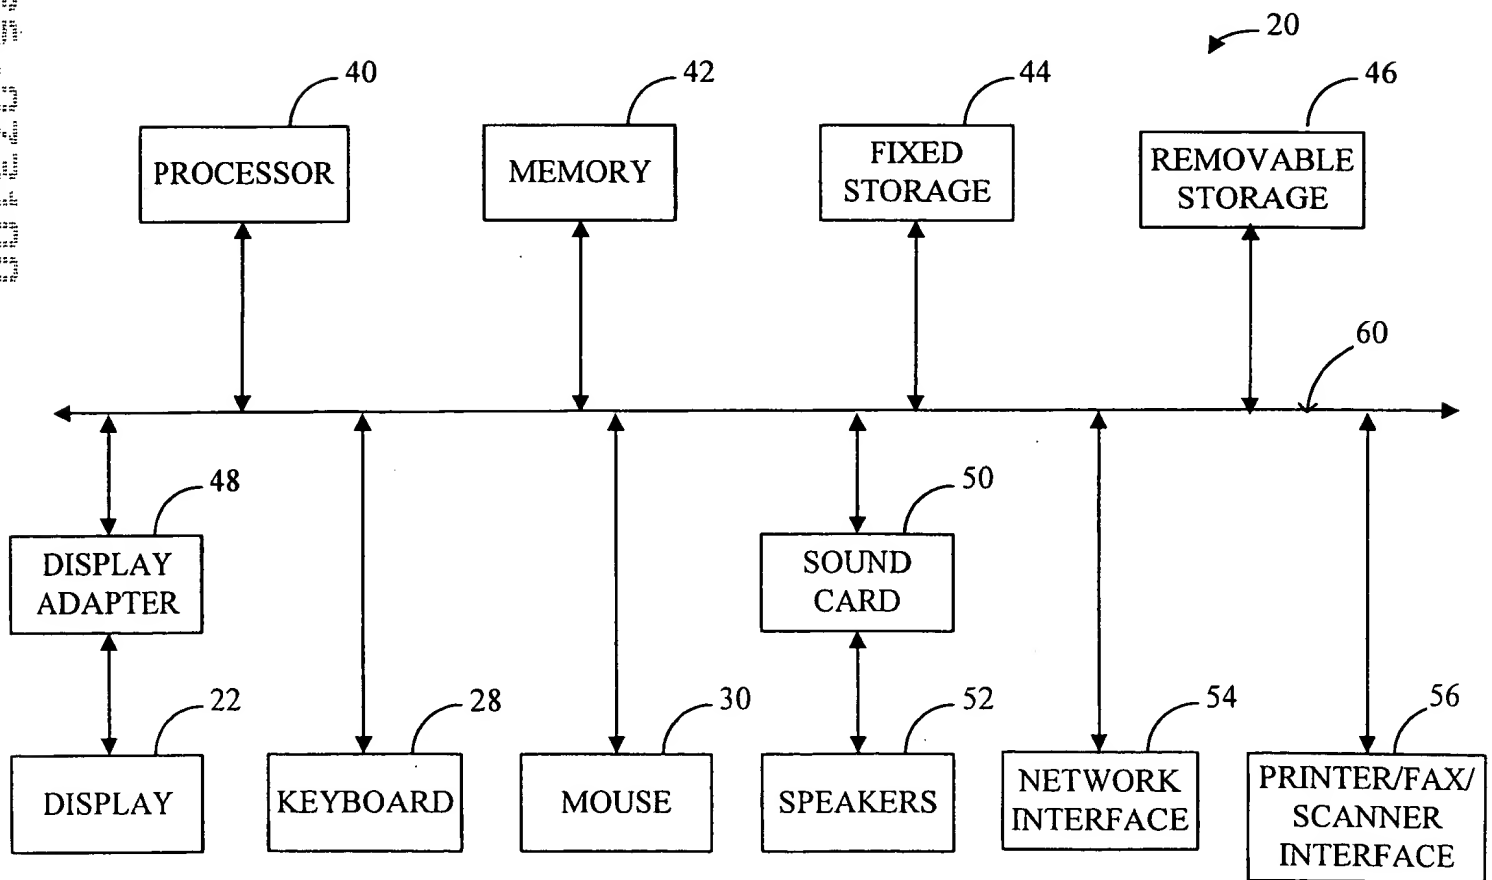 20
40
42
44
46
PROCESSOR
MEMORY
FIXED
STORAGE
REMOVABLE
STORAGE
60
48
50
DISPLAY
ADAPTER
SOUND
CARD
22
28
30
52
54
56
DISPLAY
KEYBOARD
MOUSE
SPEAKERS
NETWORK
INTERFACE
PRINTER/FAX/
SCANNER
INTERFACE